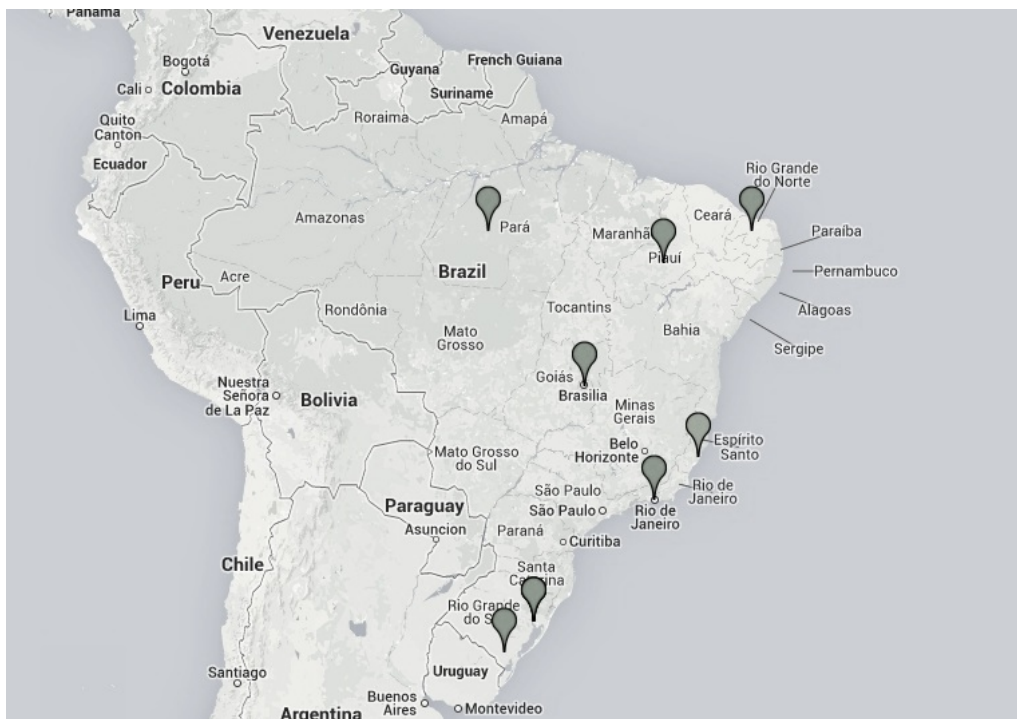 Panama
Venezuela
Bogotá
Guyana
French Guiana
Cali
Colombia
Suriname
Roraima
Amapá
Quito
Canton
Ecuador
Rio Grande
do Norte
Amazonas
Pará
Maranhã
Ceará
Piauí
Paraíba
Brazil
Pernambuco
Peru
Acre
Rondônia
Tocantins
Alagoas
Lima
Mato
Grosso
Bahia
Sergipe
Nuestra
Señora
de La Paz
Bolivia
Goiás
Brasilia
Minas
Gerais
Belo
Horizonte
Espírito
Santo
Mato Grosso
do Sul
São Paulo
São Paulo
Rio de
Janeiro
Rio de
Janeiro
Paraguay
Asuncion
Paraná
Curitiba
Chile
Santa
Catarina
Rio Grande
do S
Uruguay
Santiago
Buenos
Aires
Montevideo
Argentina